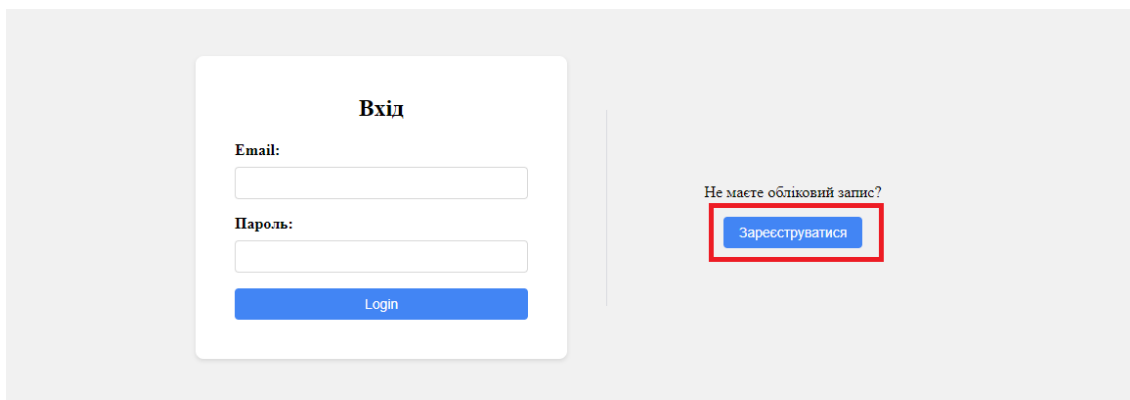 Вхід
Email:
Пароль:
Login
Не маєте обліковий запис?
Зареєструватися